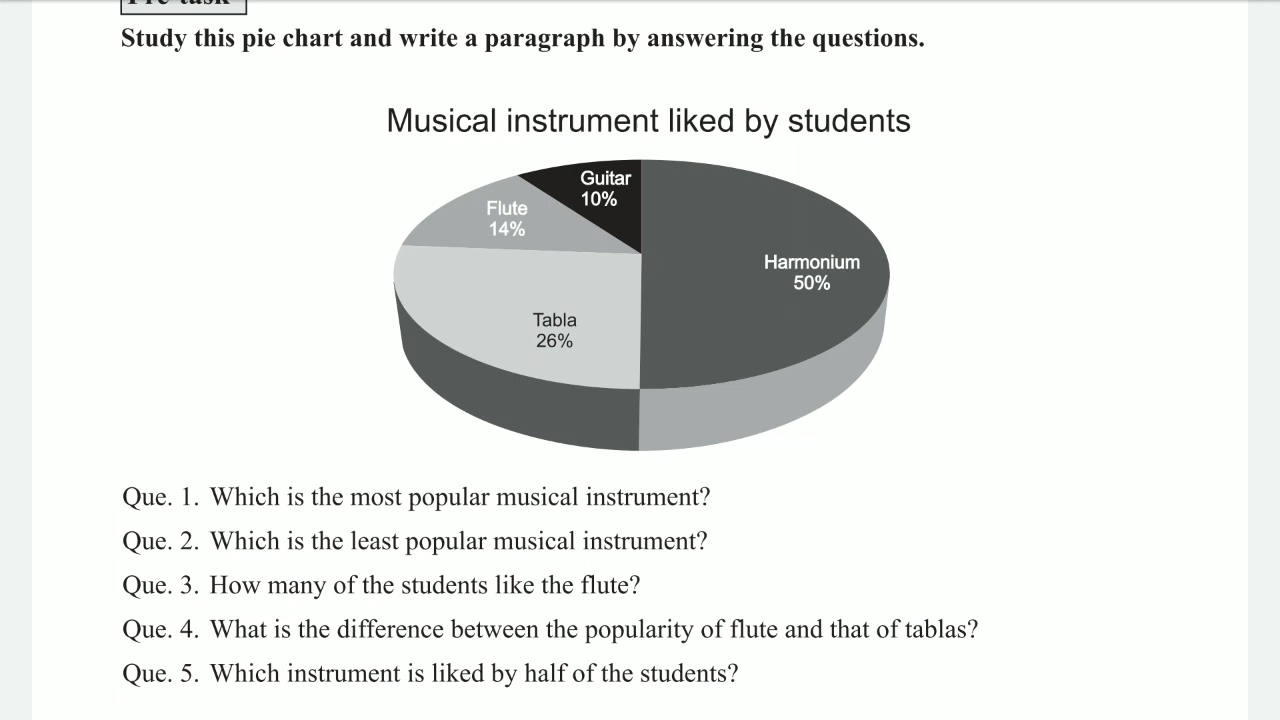 Study this pie chart and write a paragraph by answering the questions.
Musical instrument liked by students
Guitar
10%
Flute
14%
Harmonium
50%
Tabla
26%
Que. 1. Which is the most popular musical instrument?
Que. 2. Which is the least popular musical instrument?
Que. 3. How many of the students like the flute?
Que. 4. What is the difference between the popularity of flute and that of tablas?
Que. 5. Which instrument is liked by half of the students?